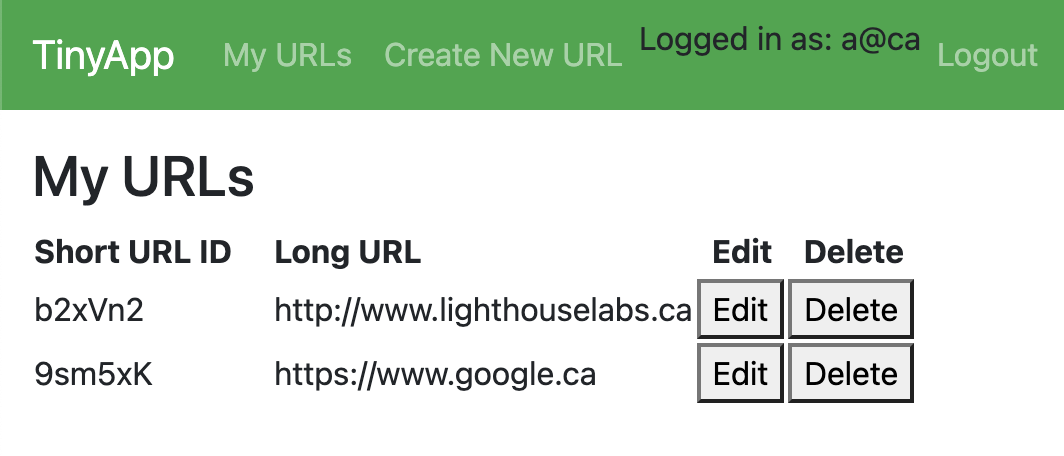 TinyApp My URLs Create New URL Logged in as: a@ca Logout
My URLs
Short URL ID Long URL Edit Delete
b2xVn2 http://www.lighthouselabs.ca Edit Delete
9sm5xK https://www.google.ca Edit Delete